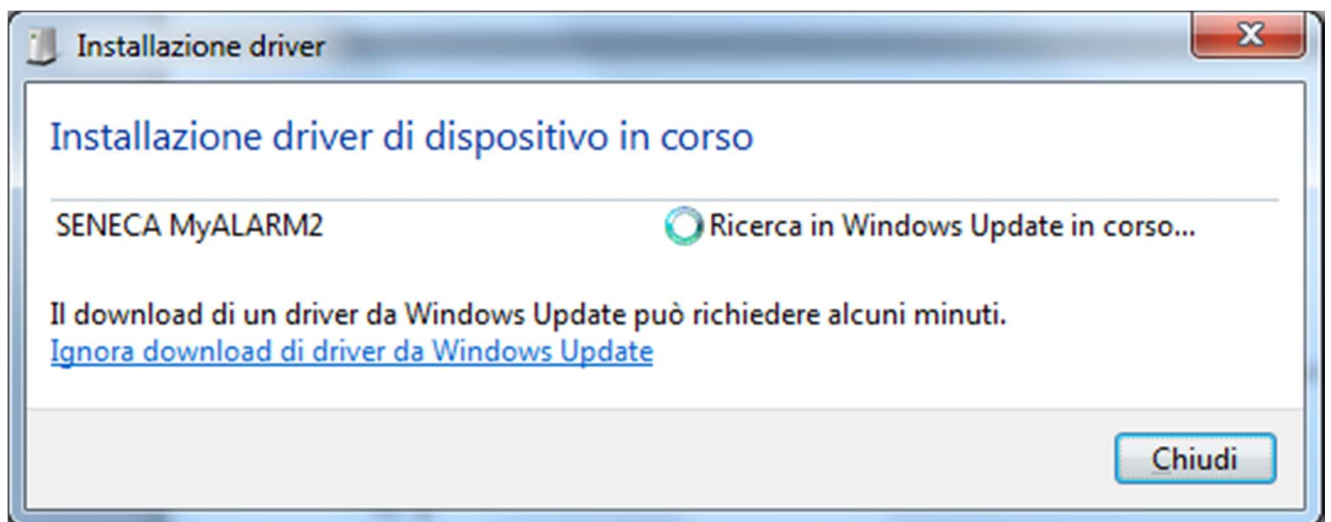 Installazione driver
Installazione driver di dispositivo in corso
SENECA MyALARM2 Ricerca in Windows Update in corso...
Il download di un driver da Windows Update può richiedere alcuni minuti.
Ignora download di driver da Windows Update
Chiudi